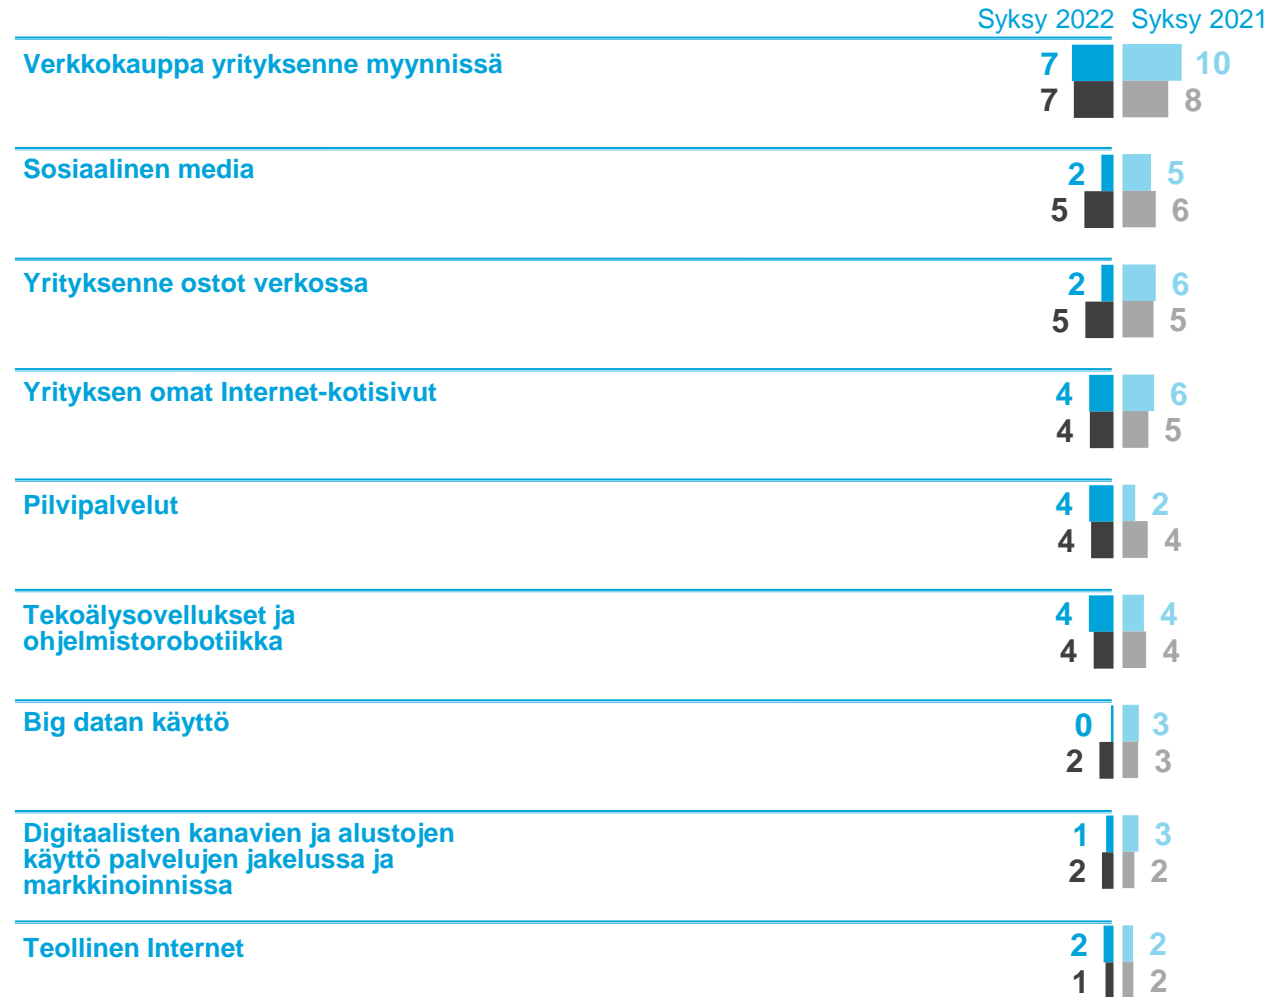 Syksy 2022 Syksy 2021
Verkkokauppa yrityksenne myynnissä 7 10
7 8
Sosiaalinen media 2 5
5 6
Yrityksenne ostot verkossa 2 6
5 5
Yrityksen omat Internet-kotisivut 4 6
4 5
Pilvipalvelut 4 2
4 4
Tekoälysovellukset ja 4 4
ohjelmistorobotiikka 4 4
Big datan käyttö 0 3
2 3
Digitaalisten kanavien ja alustojen 1 3
käyttö palvelujen jakelussa ja 2 2
markkinoinnissa
Teollinen Internet 2 2
1 2